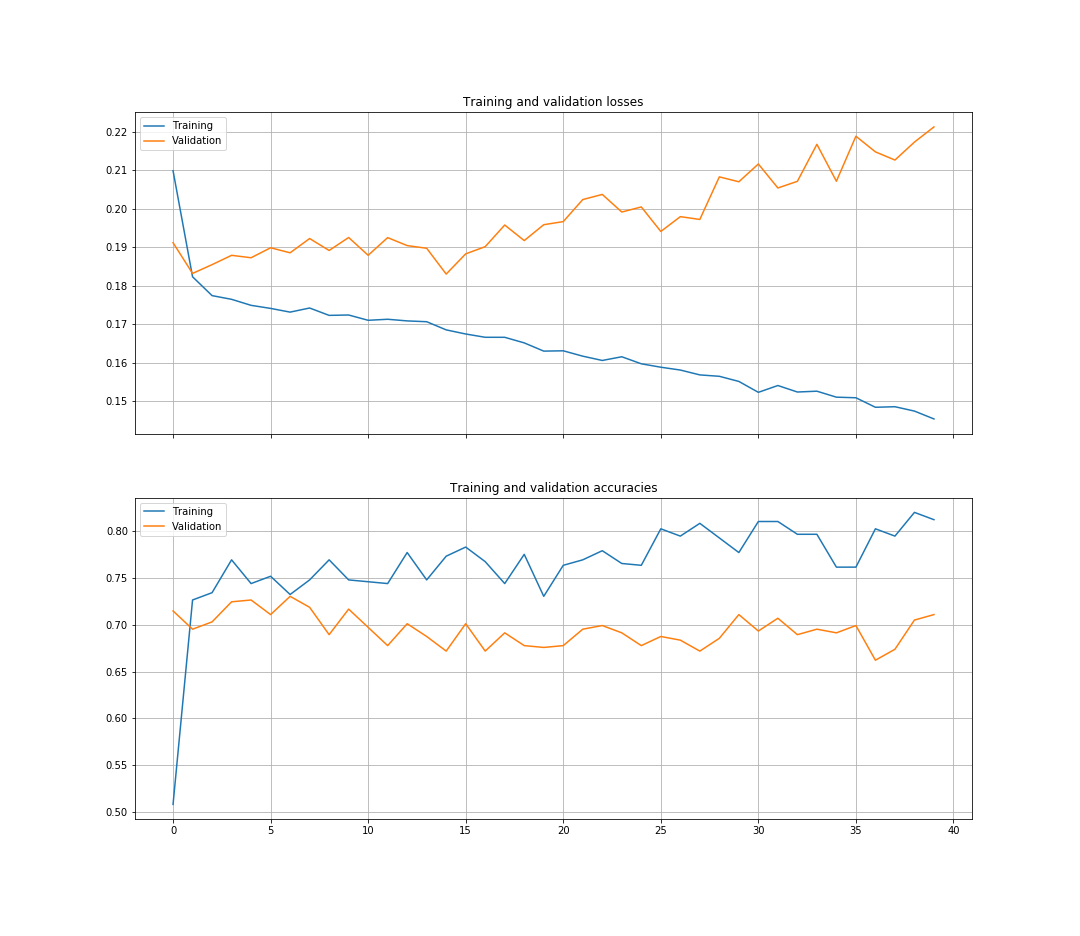 Training and validation losses
Training
Validation
0.22
0.21
0.20
0.19
0.18
0.17
0.16
0.15
Training and validation accuracies
Training
Validation
0.80
0.75
0.70
0.65
0.60
0.55
0.50
0 5 10 15 20 25 30 35 40